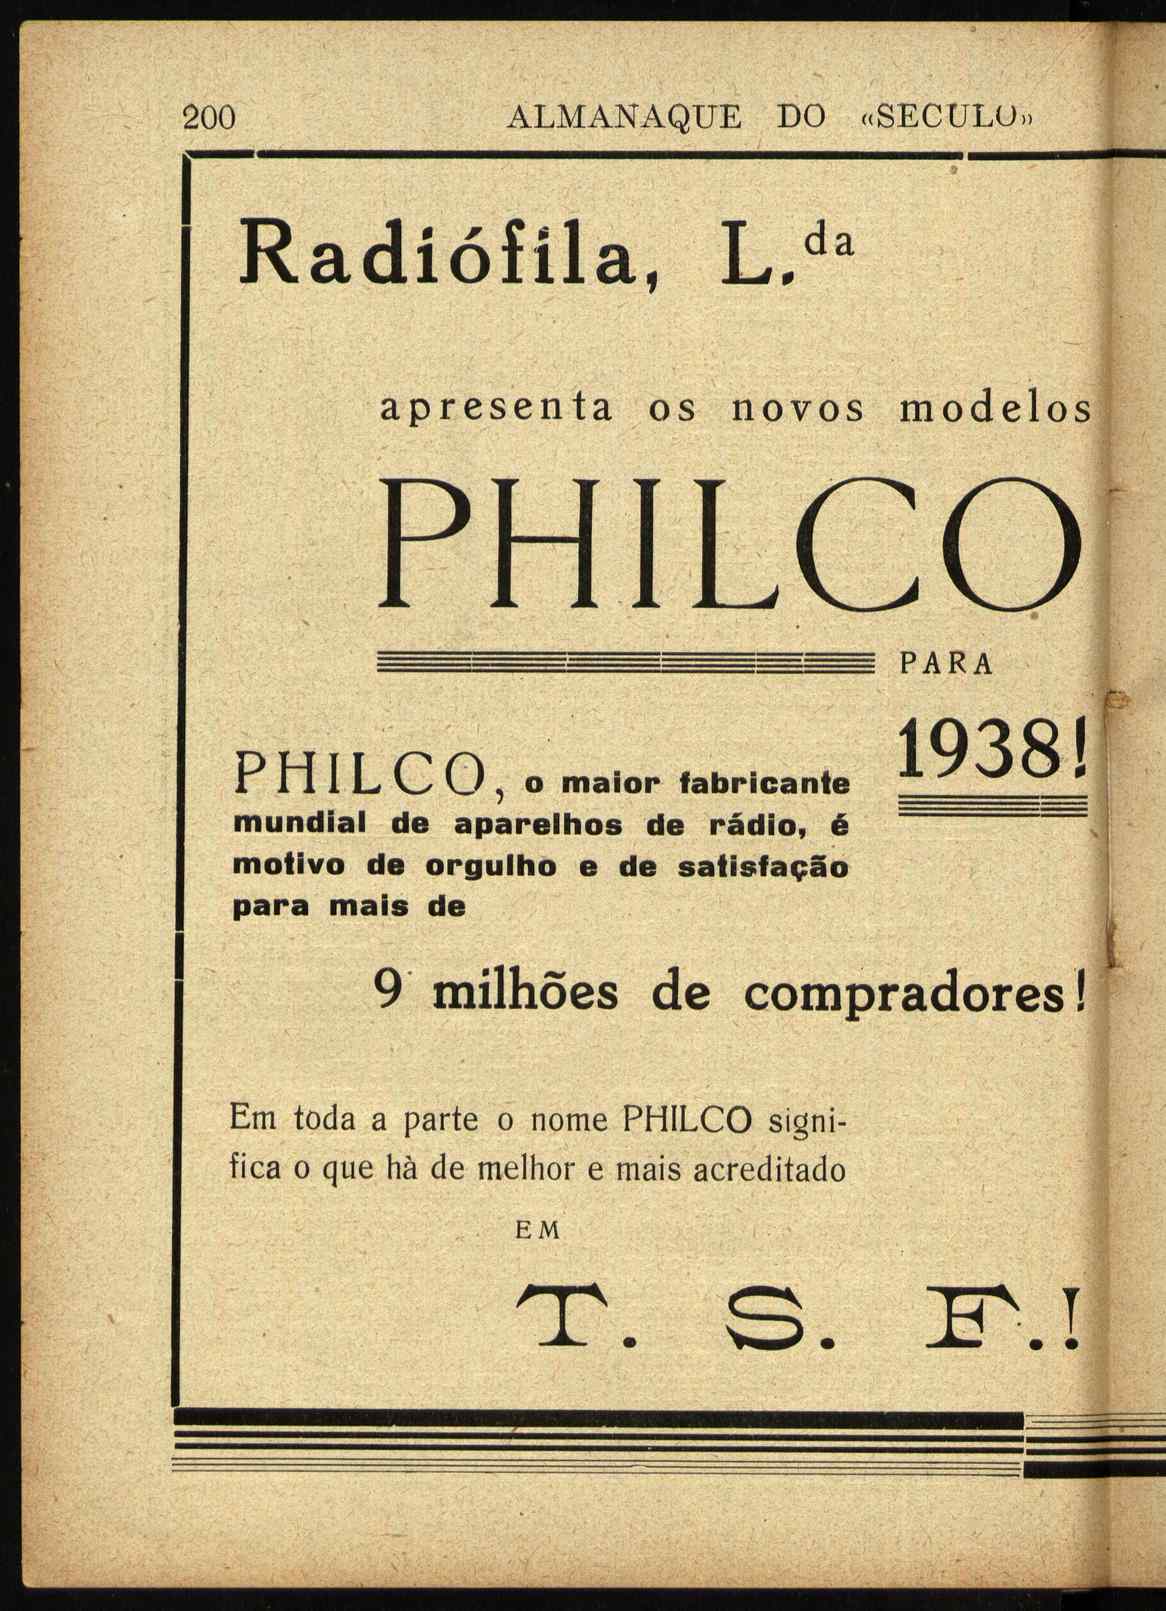 200 ALMANAQUE DO «SECULO»
Radiófila, L.da
apresenta os novos modelos
PHILCO
PARA
1938!
PHILCO, o maior fabricante
mundial de aparelhos de rádio, é
motivo de orgulho e de satisfação
para mais de
9 milhões de compradores!
Em toda a parte o nome PHILCO signi-
fica o que hà de melhor e mais acreditado
EM
T. S. F.!